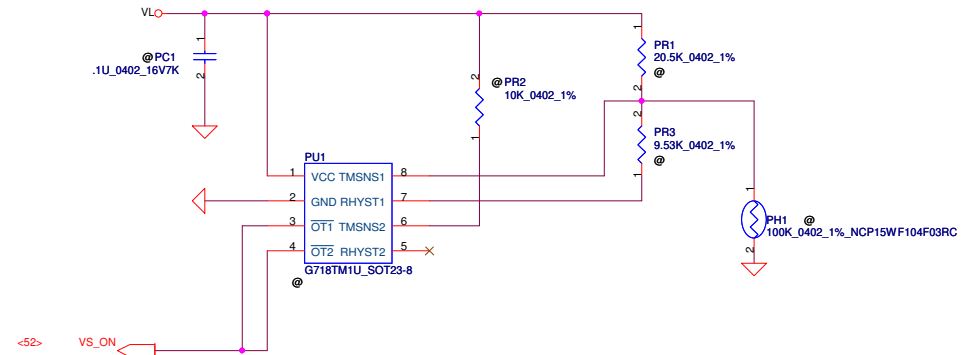 VL
1
@ PC1
.1U_0402_16V7K
2
2
@ PR2
10K_0402_1%
1
1
PR1
20.5K_0402_1%
@
2
2
PR3
9.53K_0402_1%
@
1
PU1
1 VCC TMSNS1 8
2 GND RHYST1 7
3 OT1 TMSNS2 6
4 OT2 RHYST2 5
G718TM1U_SOT23-8
@
1
PH1 @
100K_0402_1%_NCP15WF104F03RC
2
<52> VS_ON